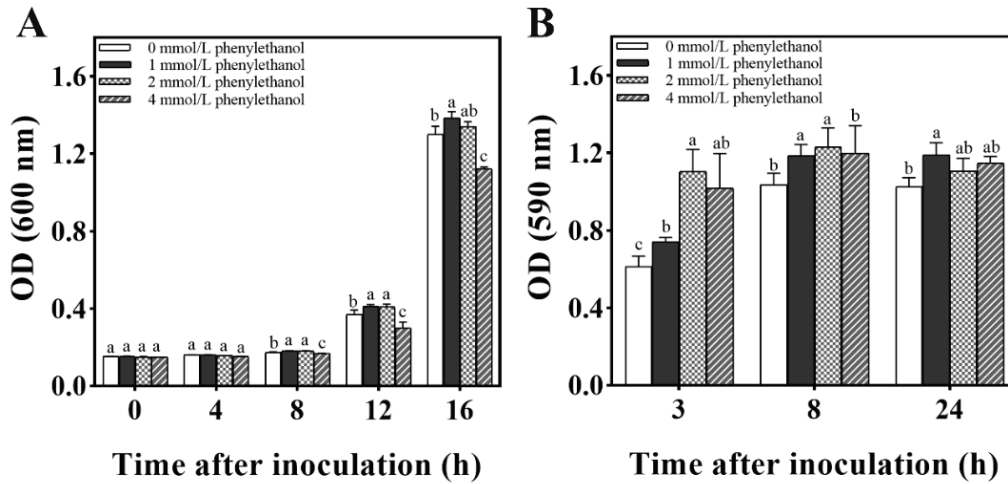 A
0 mmol/L phenylethanol
1 mmol/L phenylethanol
2 mmol/L phenylethanol
4 mmol/L phenylethanol
OD (600 nm)
1.6
1.2
0.8
0.4
0.0
a a a a
a a a a
b a a c
b a a c
b a ab c
0 4 8 12 16
Time after inoculation (h)
B
0 mmol/L phenylethanol
1 mmol/L phenylethanol
2 mmol/L phenylethanol
4 mmol/L phenylethanol
OD (590 nm)
1.6
1.2
0.8
0.4
0.0
c b a ab
b a a b
b a ab ab
3 8 24
Time after inoculation (h)